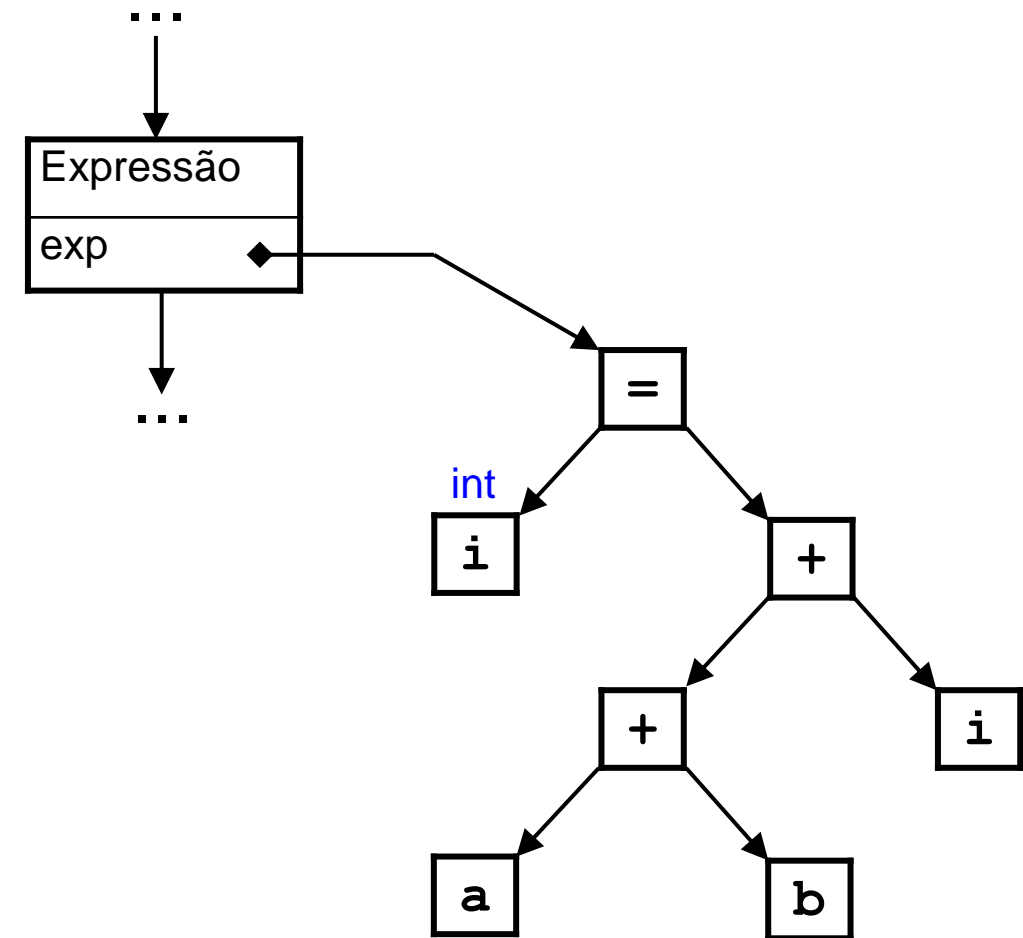 ...
Expressão
exp
...
=
int
i
+
+
i
a
b